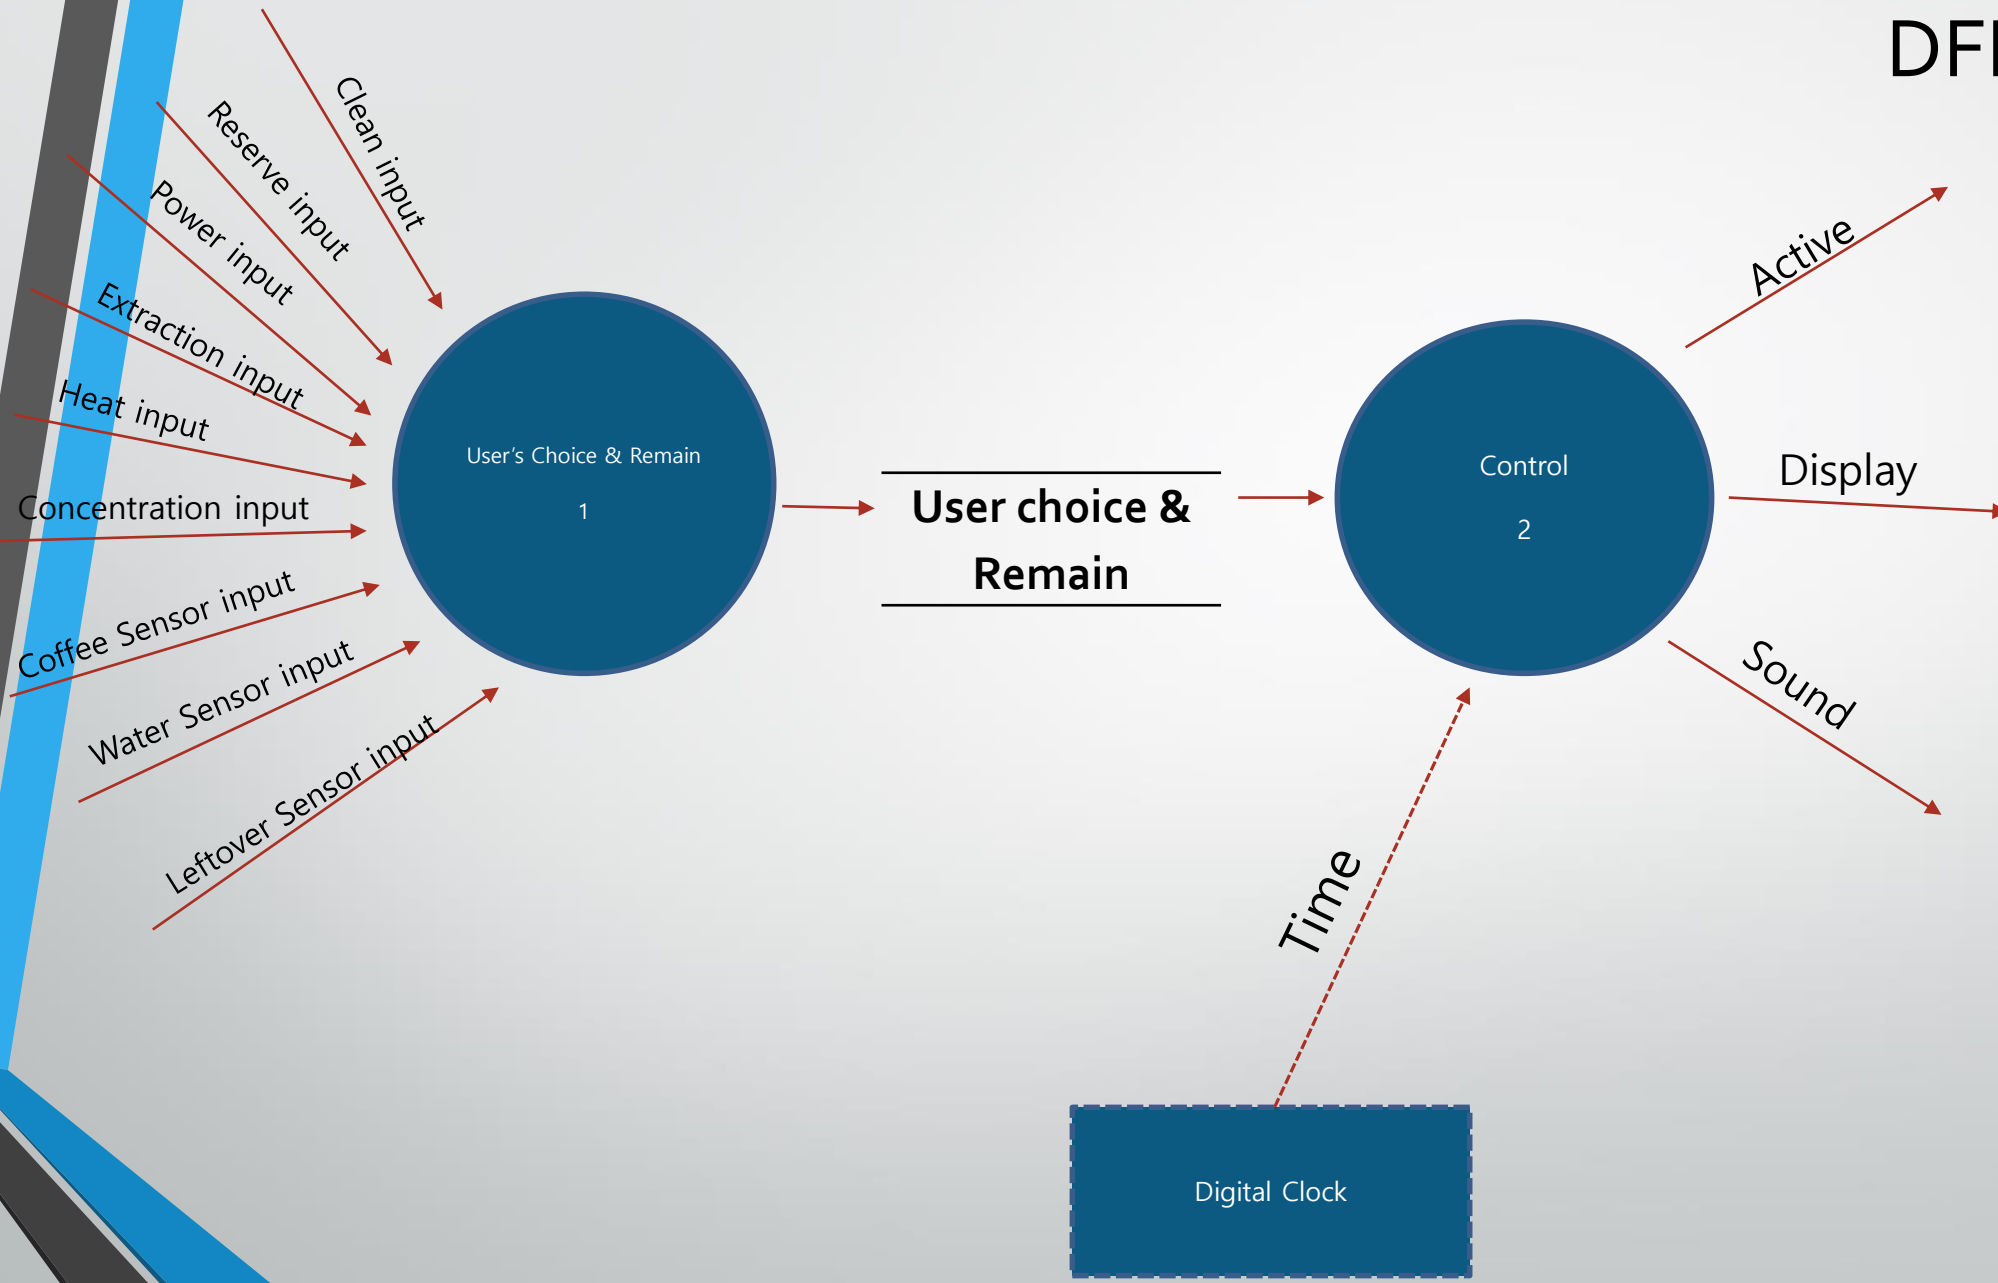 DF
Clean input
Reserve input
Power input
Extraction input
Heat input
Concentration input
Coffee Sensor input
Water Sensor input
Leftover Sensor input
User’s Choice & Remain
1
User choice &
Remain
Control
2
Active
Display
Sound
Time
Digital Clock